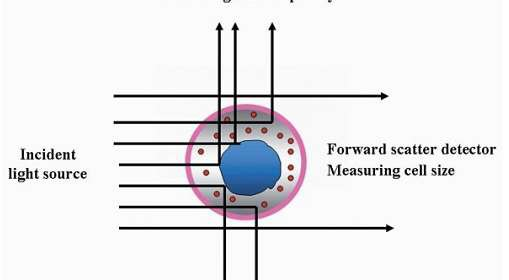 Incident
light source
Forward scatter detector
Measuring cell size